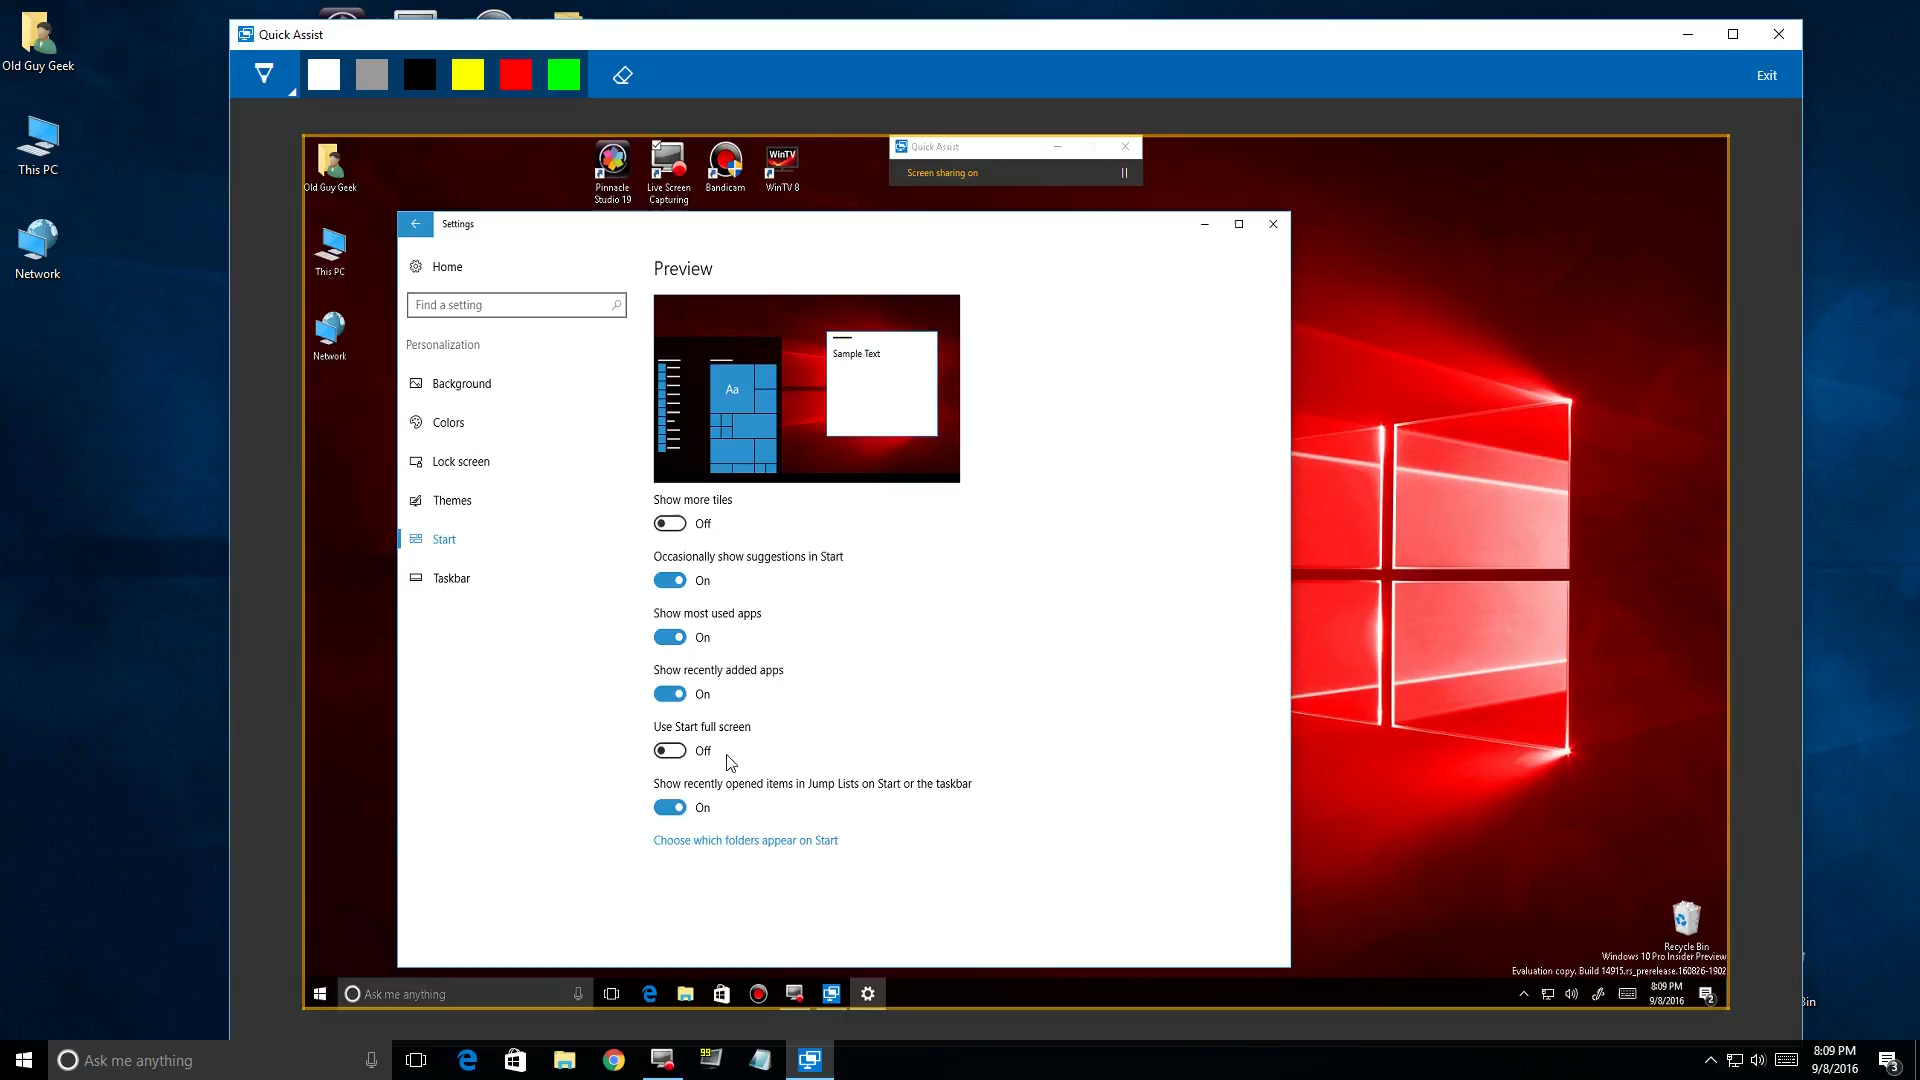 Old Guy Geek
This PC
Network
Quick Assist
Exit
Old Guy Geek
This PC
Network
Pinnacle
Studio 19
Live Screen
Capturing
Bandicam
WinTV
WinTV 8
Quick Assist
Screen sharing on
Settings
Home
Find a setting
Personalization
Background
Colors
Lock screen
Themes
Start
Taskbar
Preview
Aa
Sample Text
Show more tiles
Off
Occasionally show suggestions in Start
On
Show most used apps
On
Show recently added apps
On
Use Start full screen
Off
Show recently opened items in Jump Lists on Start or the taskbar
On
Choose which folders appear on Start
Recycle Bin
Windows 10 Pro Insider Preview
Evaluation copy. Build 14915.rs_prerelease.160826-1902
Ask me anything
8:09 PM
9/8/2016
2
Bin
Ask me anything
99
8:09 PM
9/8/2016
3